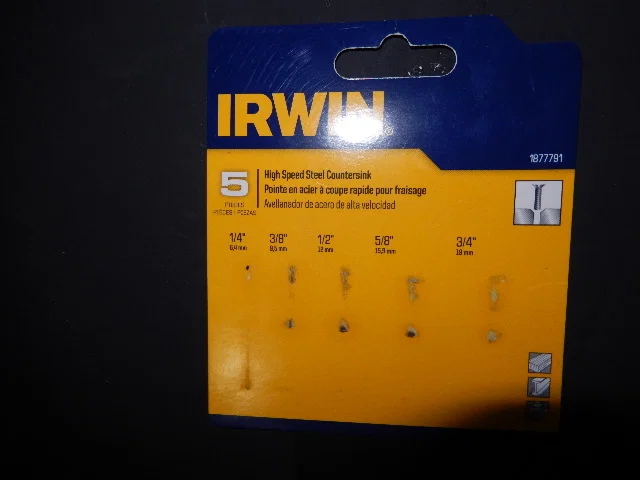 IRWIN®
1877791
5
PIECES
PIÈCES | PIEZAS
High Speed Steel Countersink
Pointe en acier à coupe rapide pour fraisage
Avellanador de acero de alta velocidad
1/4" 3/8" 1/2" 5/8" 3/4"
6,4 mm 9,5 mm 12 mm 15,9 mm 19 mm